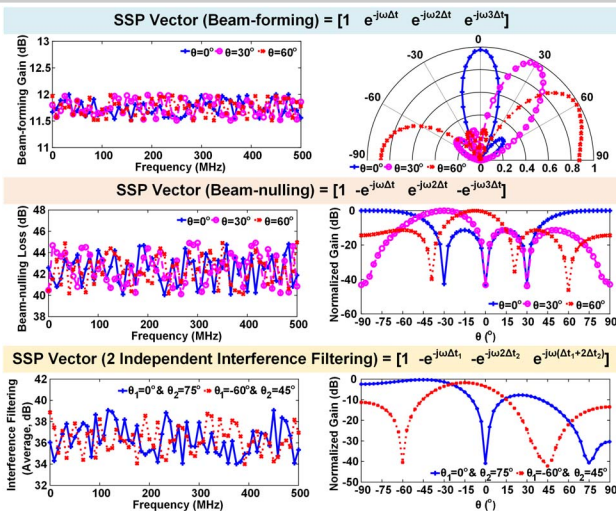 SSP Vector (Beam-forming) = [1 e^-jωΔt e^-jω2Δt e^-jω3Δt]
Beam-forming Gain (dB)
13
12.5
12
11.5
11
θ=0° θ=30° θ=60°
0 100 200 300 400 500
Frequency (MHz)
0
-30 30
-60 60
-90 90
0 0.2 0.4 0.6 0.8 1
θ=0° θ=30° θ=60°
SSP Vector (Beam-nulling) = [1 -e^-jωΔt e^-jω2Δt -e^-jω3Δt]
Beam-nulling Loss (dB)
48
46
44
42
40
38
θ=0° θ=30° θ=60°
0 100 200 300 400 500
Frequency (MHz)
Normalized Gain (dB)
0
-20
-40
-60
θ=0° θ=30° θ=60°
-90 -75 -60 -45 -30 -15 0 15 30 45 60 75 90
θ (°)
SSP Vector (2 Independent Interference Filtering) = [1 -e^-jωΔt₁ -e^-jω2Δt₂ e^-jω(Δt₁+2Δt₂)]
Interference Filtering
(Average, dB)
42
40
38
36
34
32
θ₁=0°& θ₂=75° θ₁=-60°& θ₂=45°
0 100 200 300 400 500
Frequency (MHz)
Normalized Gain (dB)
0
-10
-20
-30
-40
-50
θ₁=0°& θ₂=75° θ₁=-60°& θ₂=45°
-90 -75 -60 -45 -30 -15 0 15 30 45 60 75 90
θ (°)